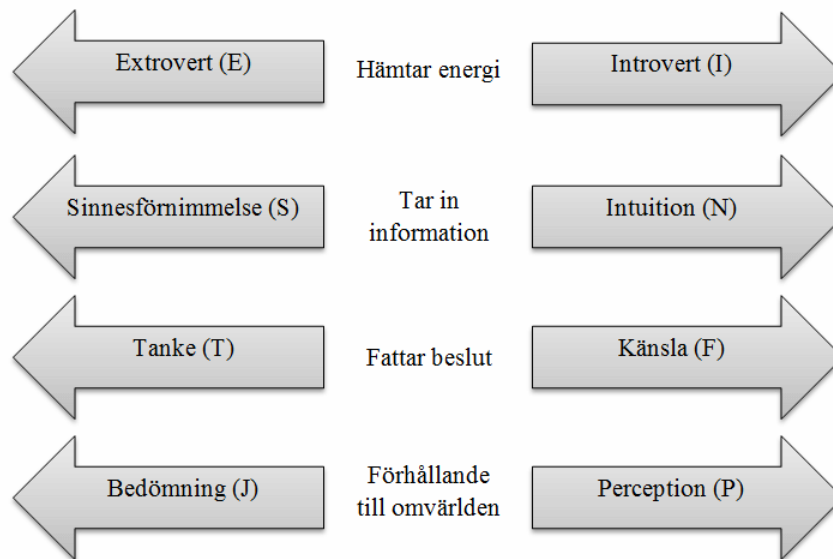 Extrovert (E)
Hämtar energi
Introvert (I)
Sinnesförnimmelse (S)
Tar in
information
Intuition (N)
Tanke (T)
Fattar beslut
Känsla (F)
Bedömning (J)
Förhållande
till omvärlden
Perception (P)